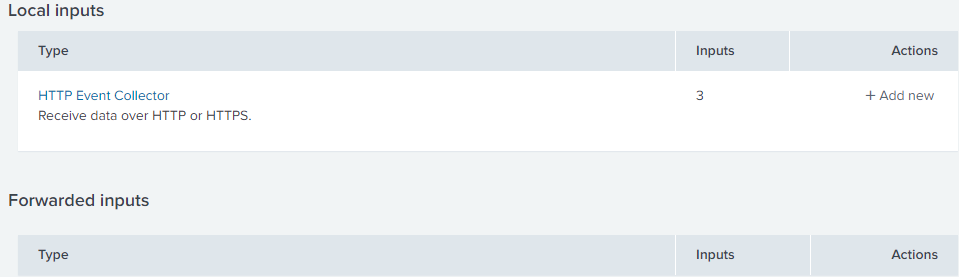 Local inputs
Type Inputs Actions
HTTP Event Collector 3 + Add new
Receive data over HTTP or HTTPS.
Forwarded inputs
Type Inputs Actions